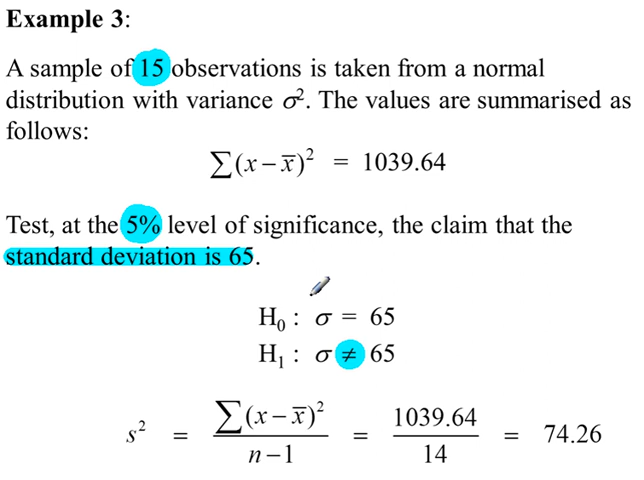 Example 3:
A sample of 15 observations is taken from a normal
distribution with variance σ². The values are summarised as
follows:
∑(x − x̅)² = 1039.64
Test, at the 5% level of significance, the claim that the
standard deviation is 65.
H₀ : σ = 65
H₁ : σ ≠ 65
s² = ∑(x − x̅)² / n − 1 = 1039.64 / 14 = 74.26